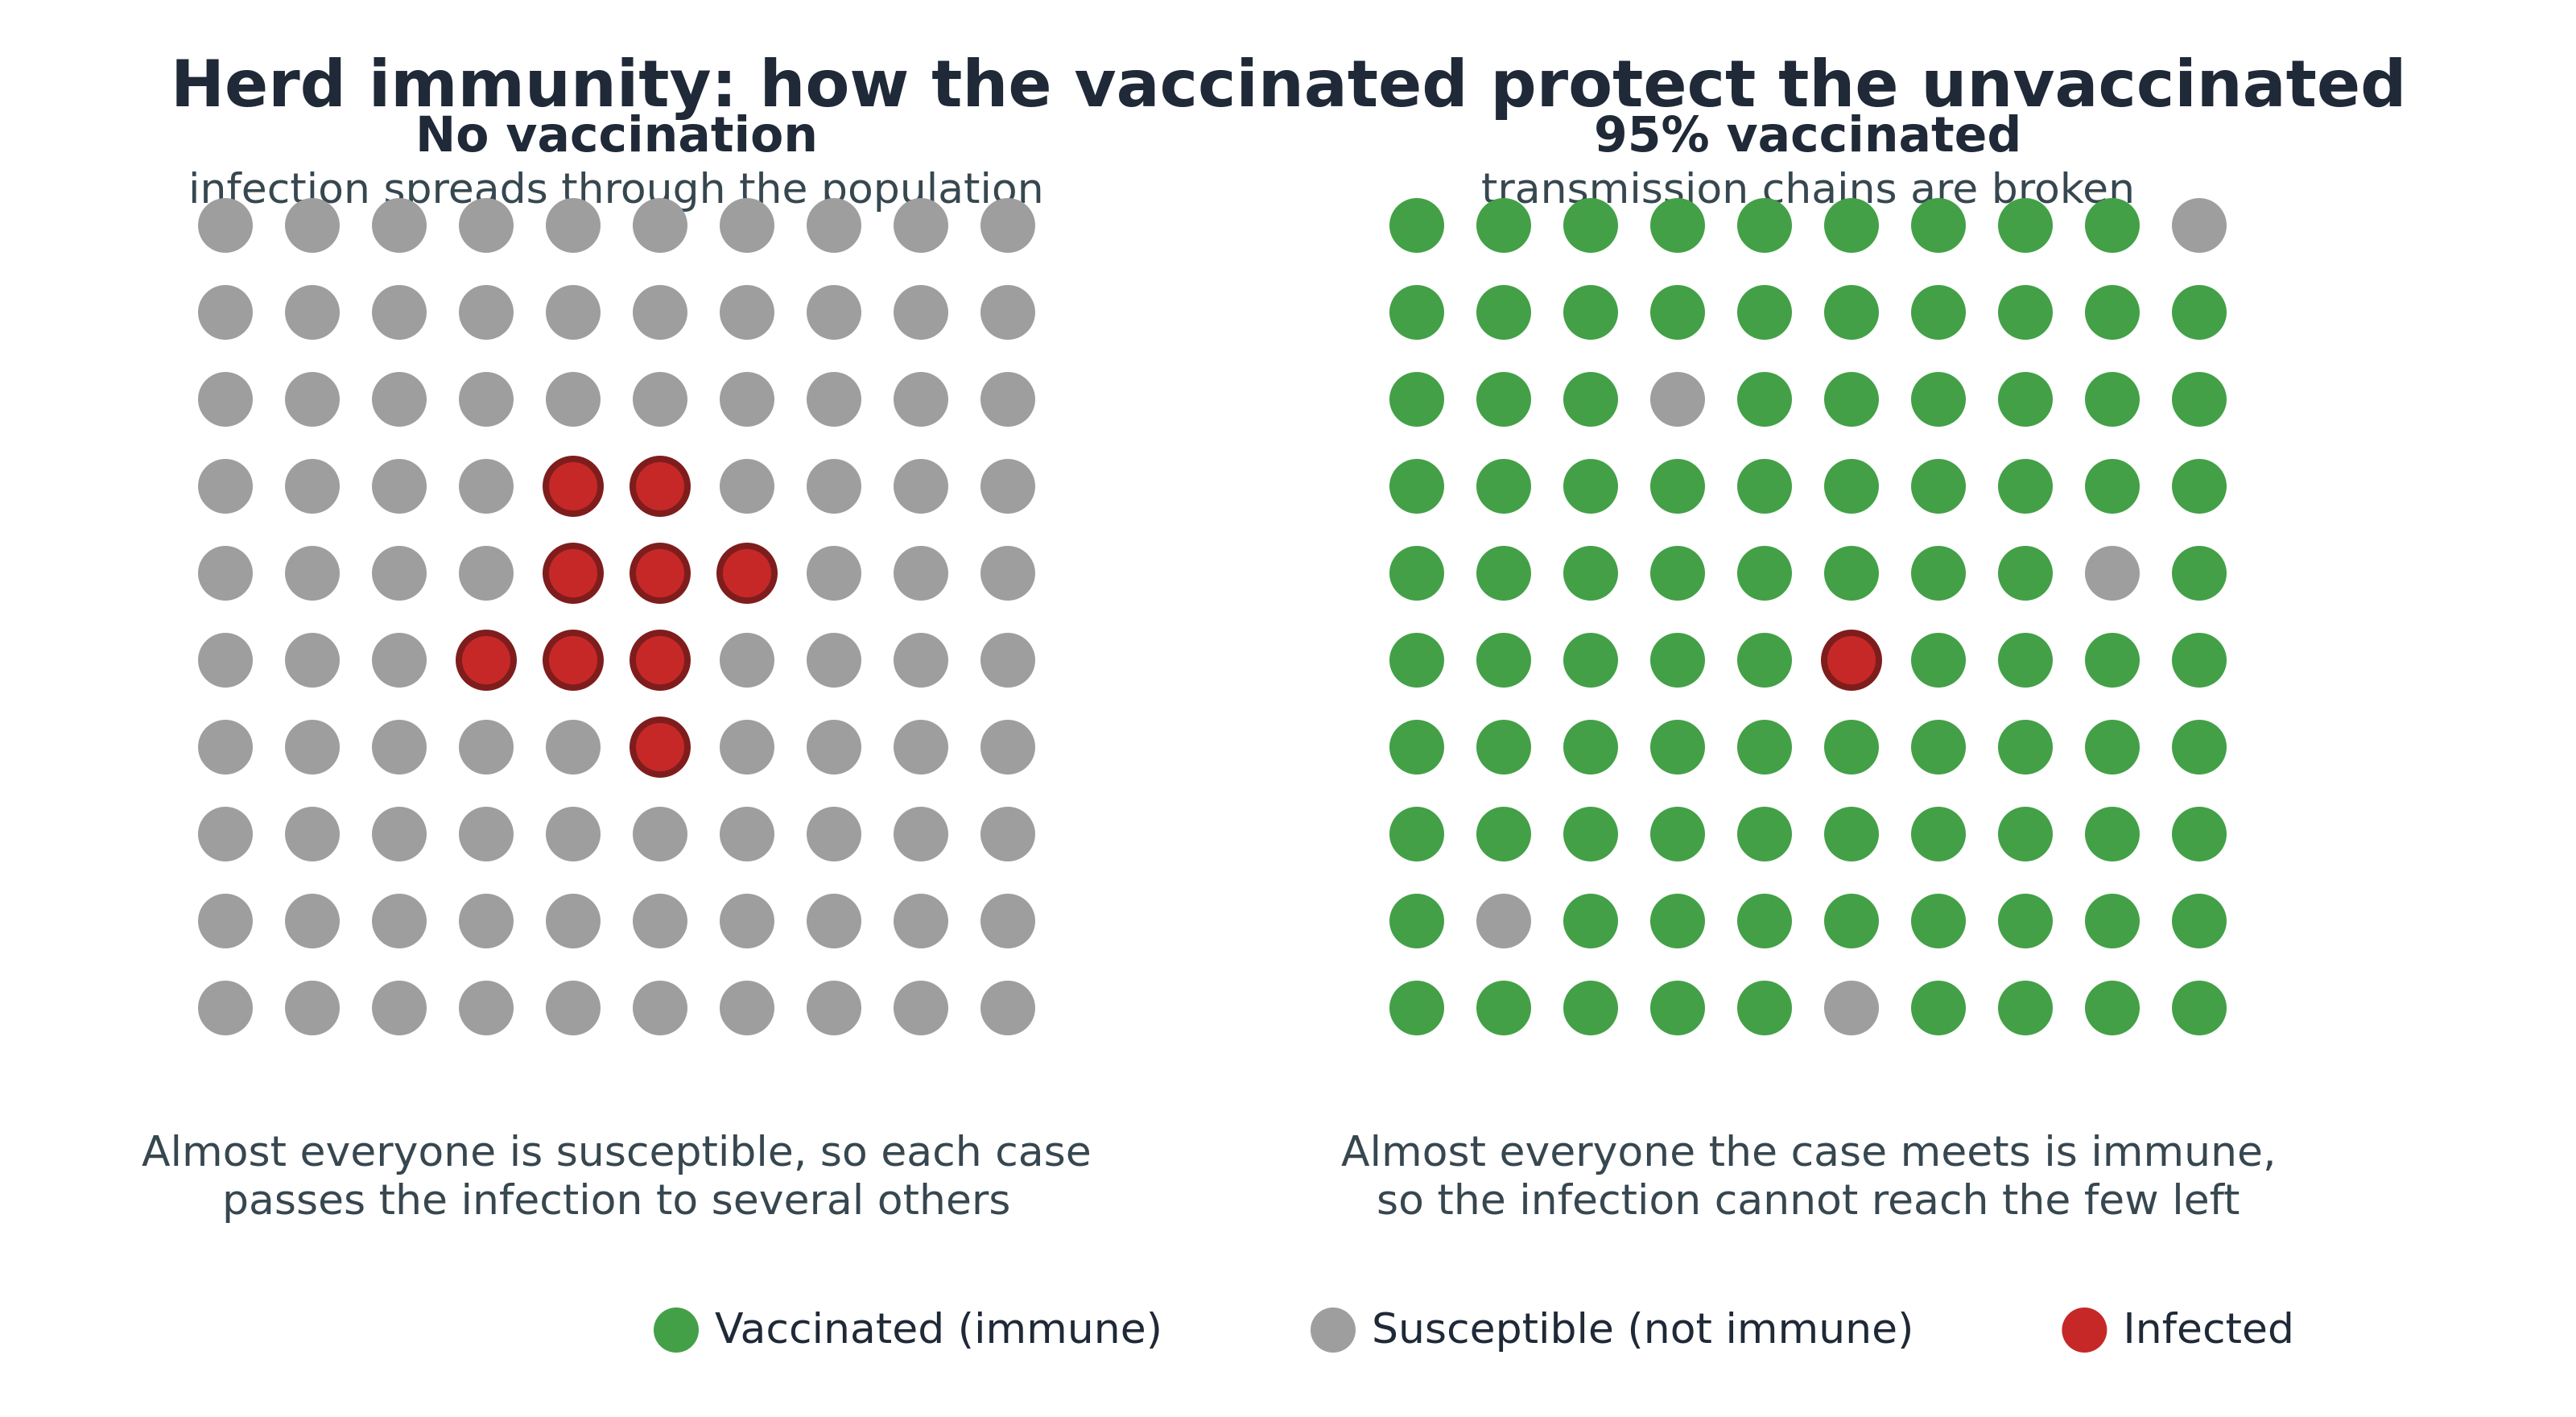 Herd immunity: how the vaccinated protect the unvaccinated
No vaccination
infection spreads through the population
95% vaccinated
transmission chains are broken
Almost everyone is susceptible, so each case
passes the infection to several others
Almost everyone the case meets is immune,
so the infection cannot reach the few left
Vaccinated (immune)
Susceptible (not immune)
Infected